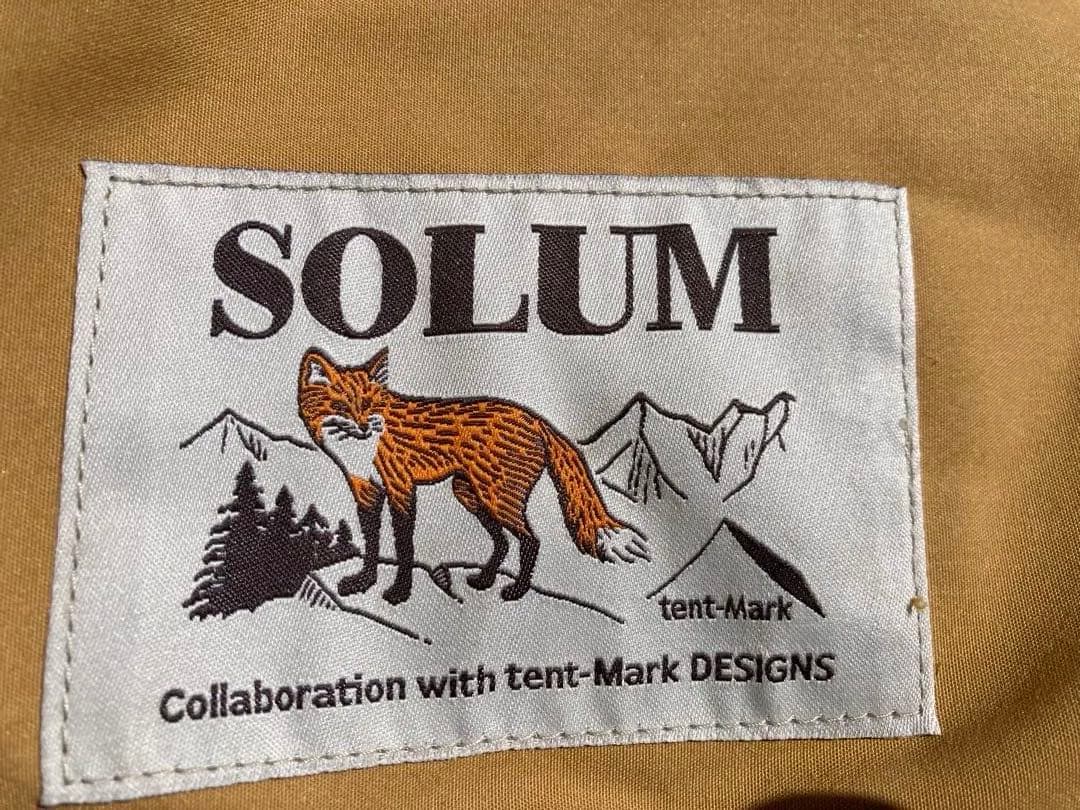 SOLUM
tent-Mark
Collaboration with tent-Mark DESIGNS